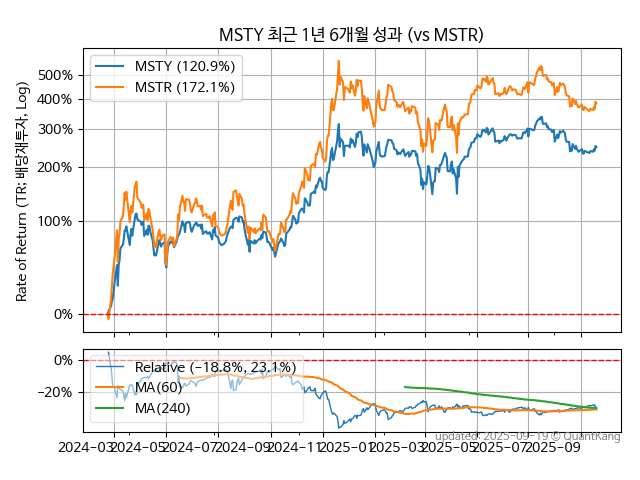 MSTY 최근 1년 6개월 성과 (vs MSTR)
Rate of Return (TR: 배당재투자, Log)
MSTY (120.9%)
MSTR (172.1%)
500%
400%
300%
200%
100%
0%
Relative (-18.8%, 23.1%)
MA(60)
MA(240)
0%
−20%
2024-03
2024-05
2024-07
2024-09
2024-11
2025-01
2025-03
2025-05
2025-07
2025-09
updated: 2025-09-19 © QuantKang